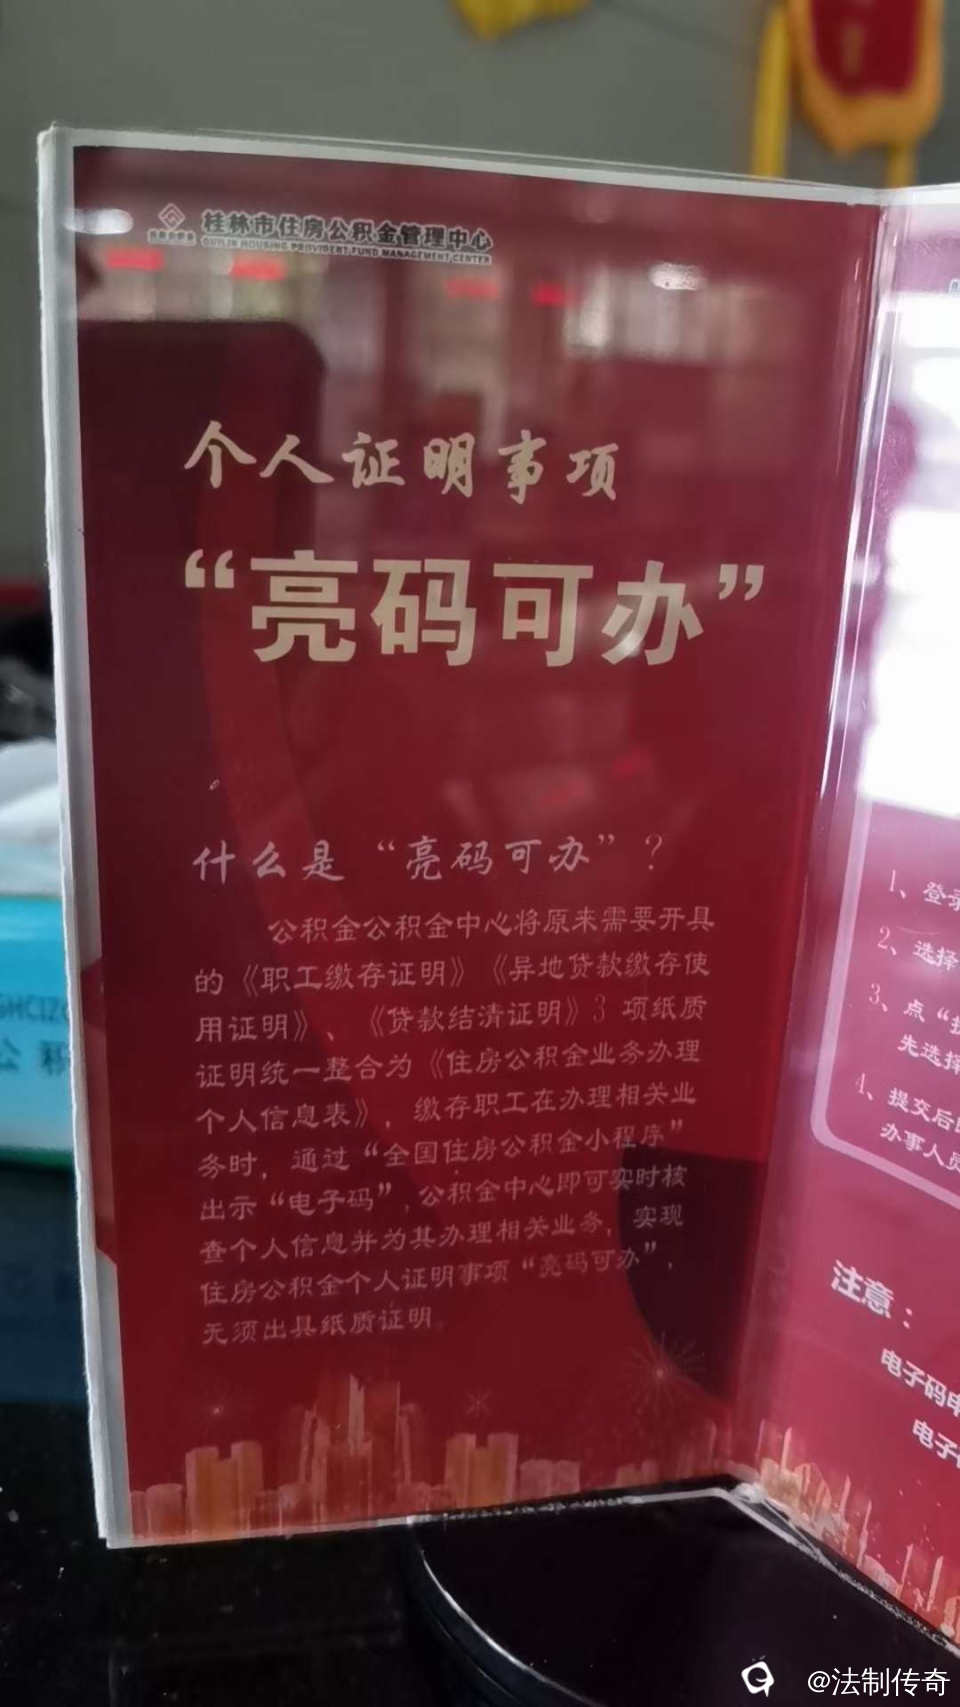 桂林市住房公积金管理中心
GUILIN HOUSING PROVIDENT FUND MANAGEMENT CENTER
个人证明事项
“亮码可办”
什么是“亮码可办”？
公积金公积金中心将原来需要开具
的《职工缴存证明》《异地贷款缴存使
用证明》、《贷款结清证明》3 项纸质
证明统一整合为《住房公积金业务办理
个人信息表》，缴存职工在办理相关业
务时，通过“全国住房公积金小程序”
出示“电子码”，公积金中心即可实时核
查个人信息并为其办理相关业务，实现
住房公积金个人证明事项“亮码可办”，
无须出具纸质证明。
1、登录
2、选择
3、点“
先选择
4、提交后
办事人员
注意：
电子码申
电子
公 积
@法制传奇